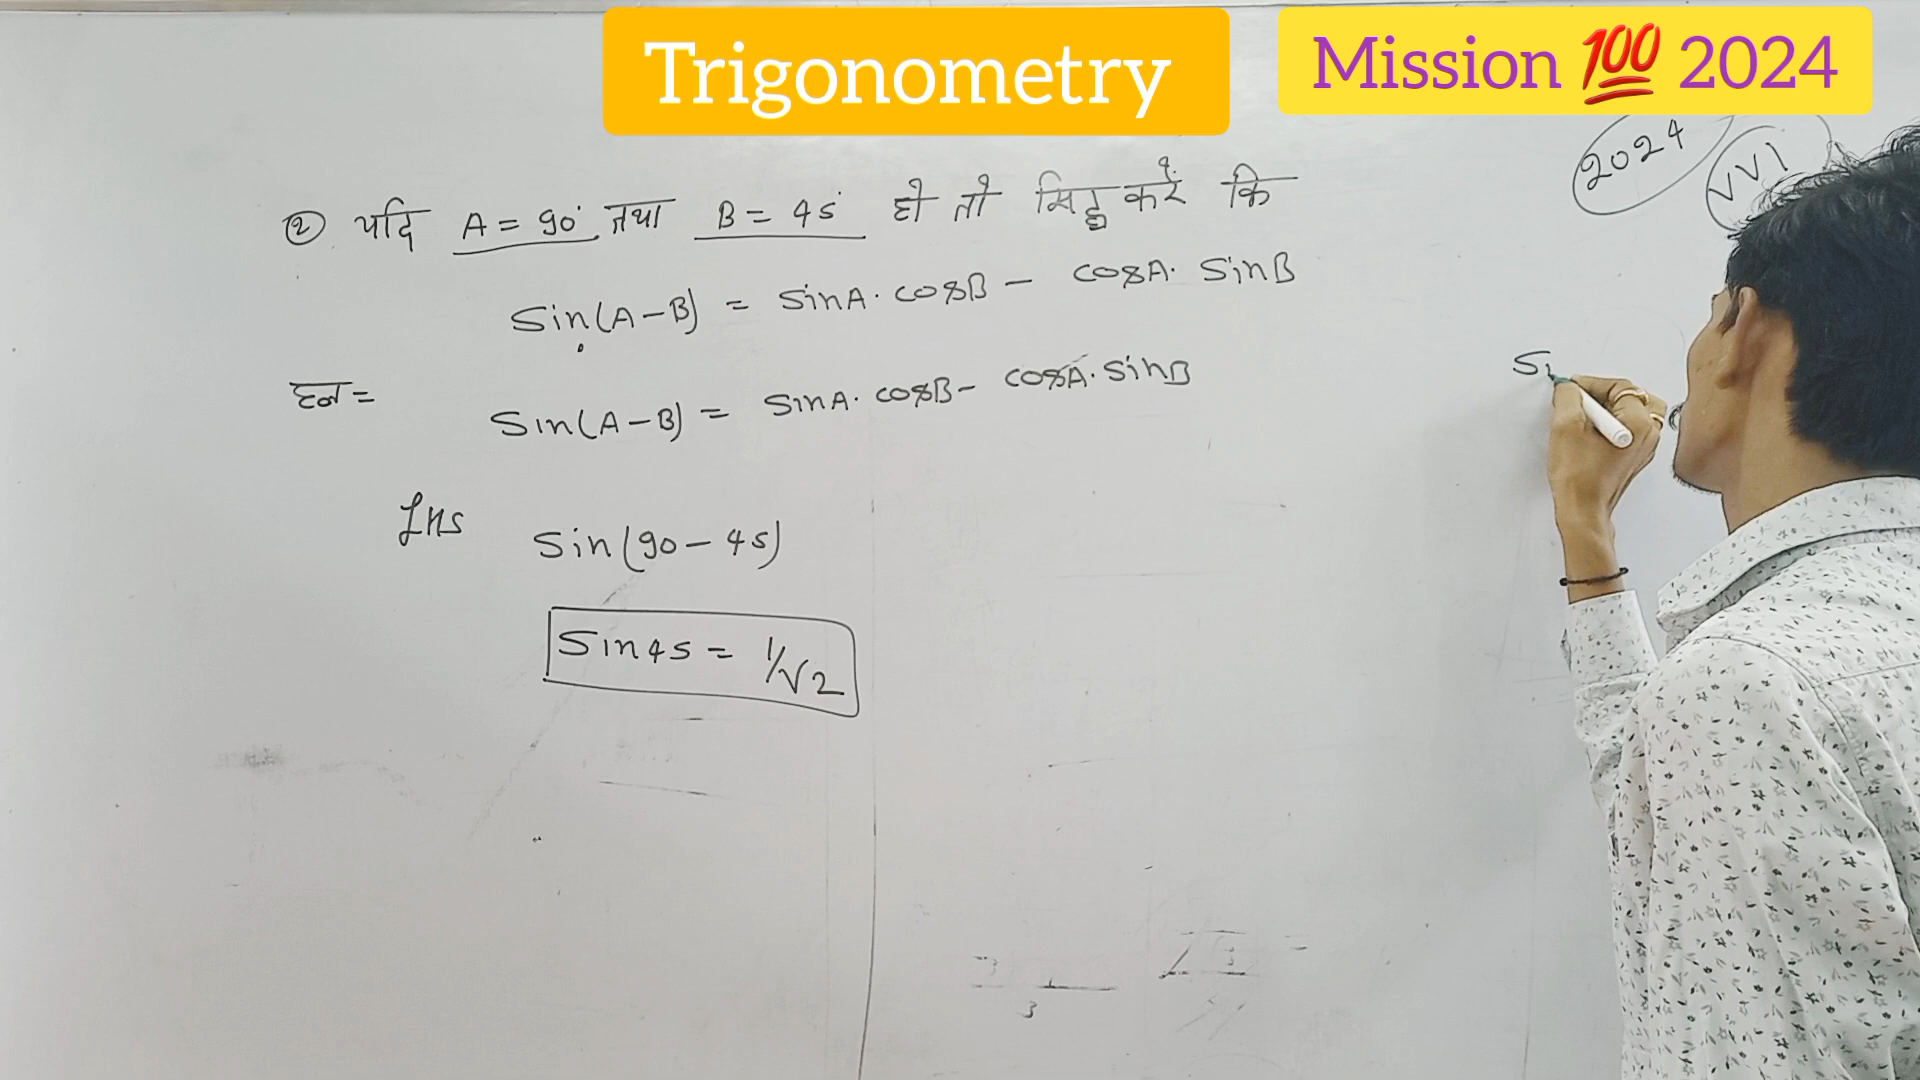 Trigonometry
Mission 💯 2024
2024
VVI
② यदि A = 90° तथा B = 45° हो तो सिद्ध करें कि
Sin(A-B) = SinA. cosB - cosA. SinB
हल =
Sin(A-B) = SinA. cosB - cosA. SinB
LHS Sin(90-45)
Sin45 = 1/√2
Si